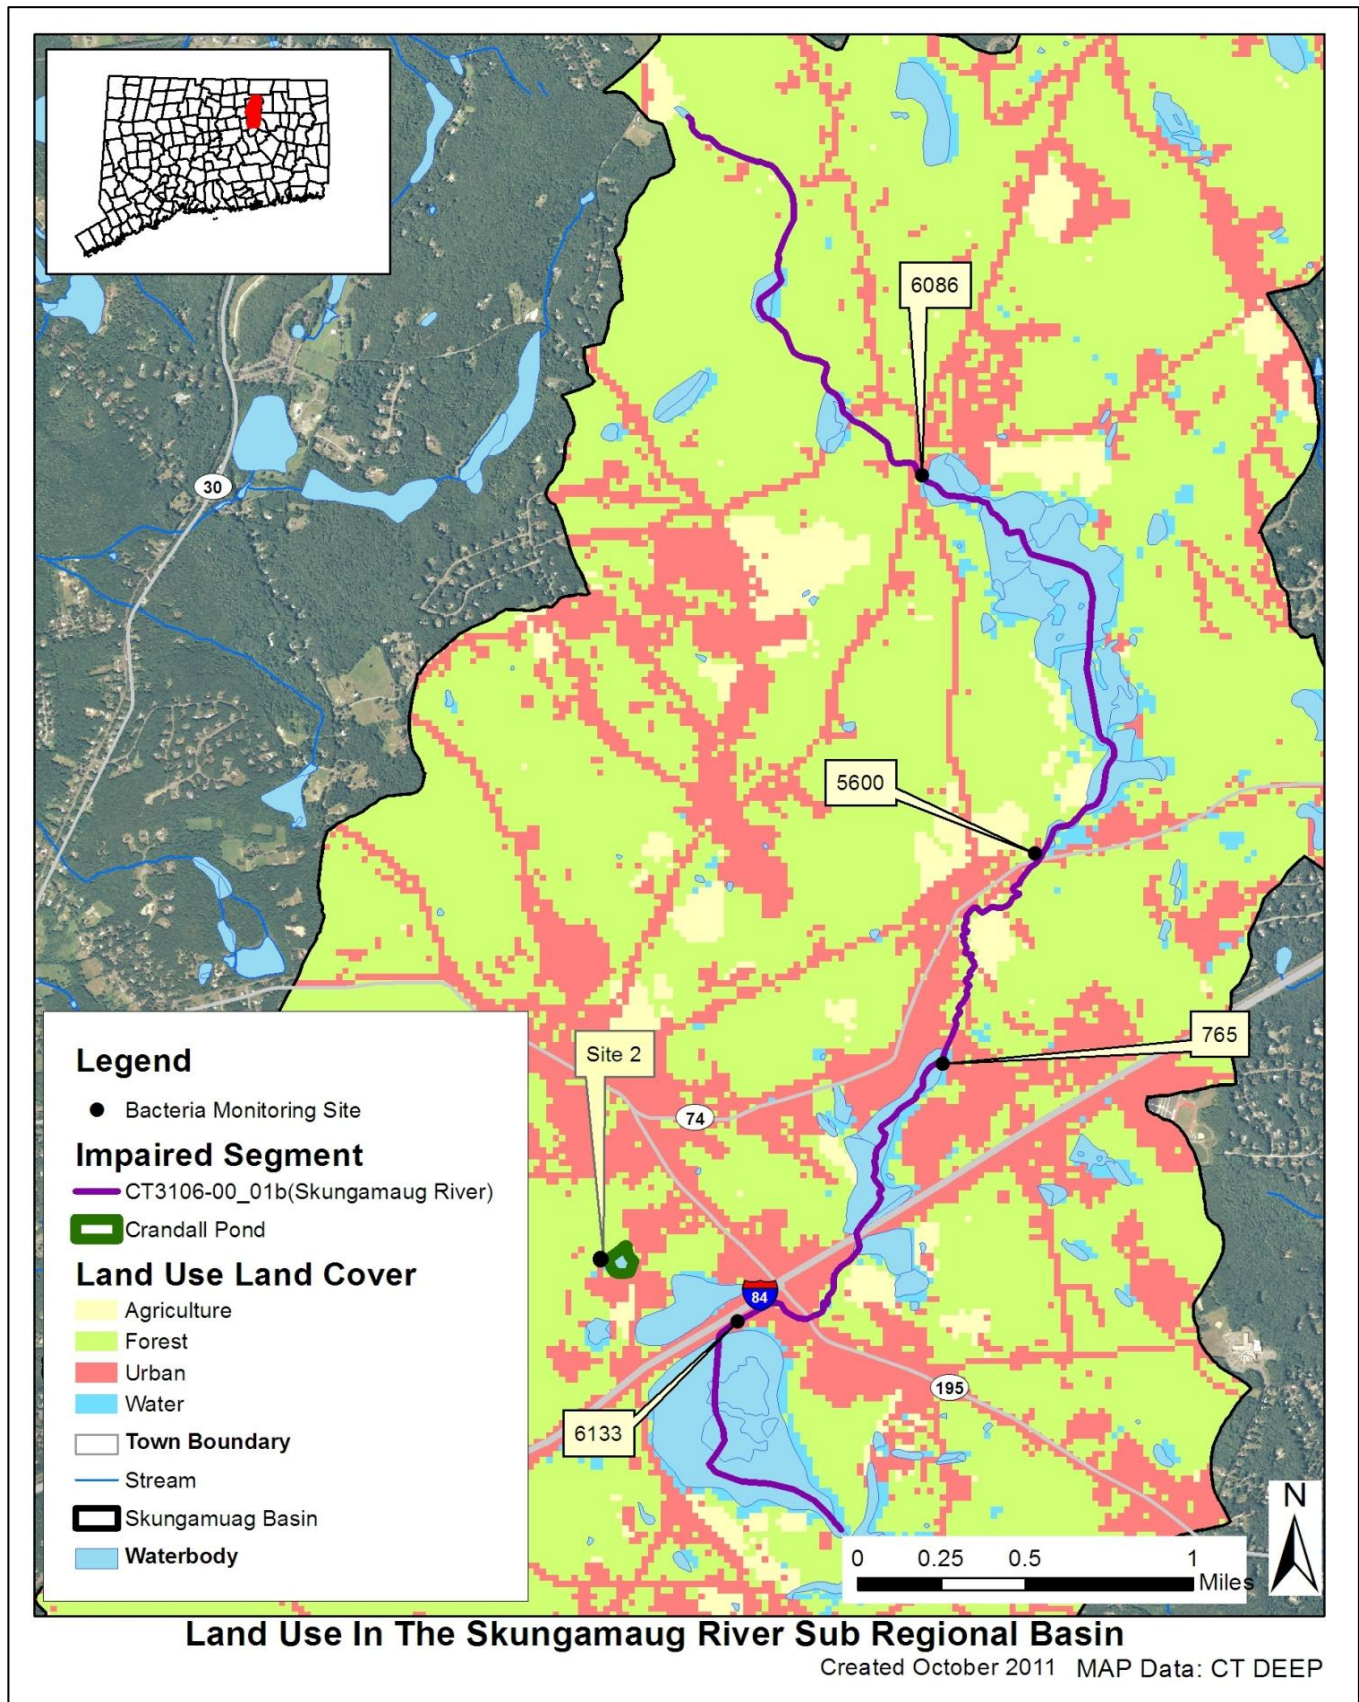 6086
30
5600
765
Site 2
74
84
195
6133
Legend
Bacteria Monitoring Site
Impaired Segment
CT3106-00_01b(Skungamaug River)
Crandall Pond
Land Use Land Cover
Agriculture
Forest
Urban
Water
Town Boundary
Stream
Skungamuag Basin
Waterbody
N
0 0.25 0.5 1
Miles
Land Use In The Skungamaug River Sub Regional Basin
Created October 2011 MAP Data: CT DEEP